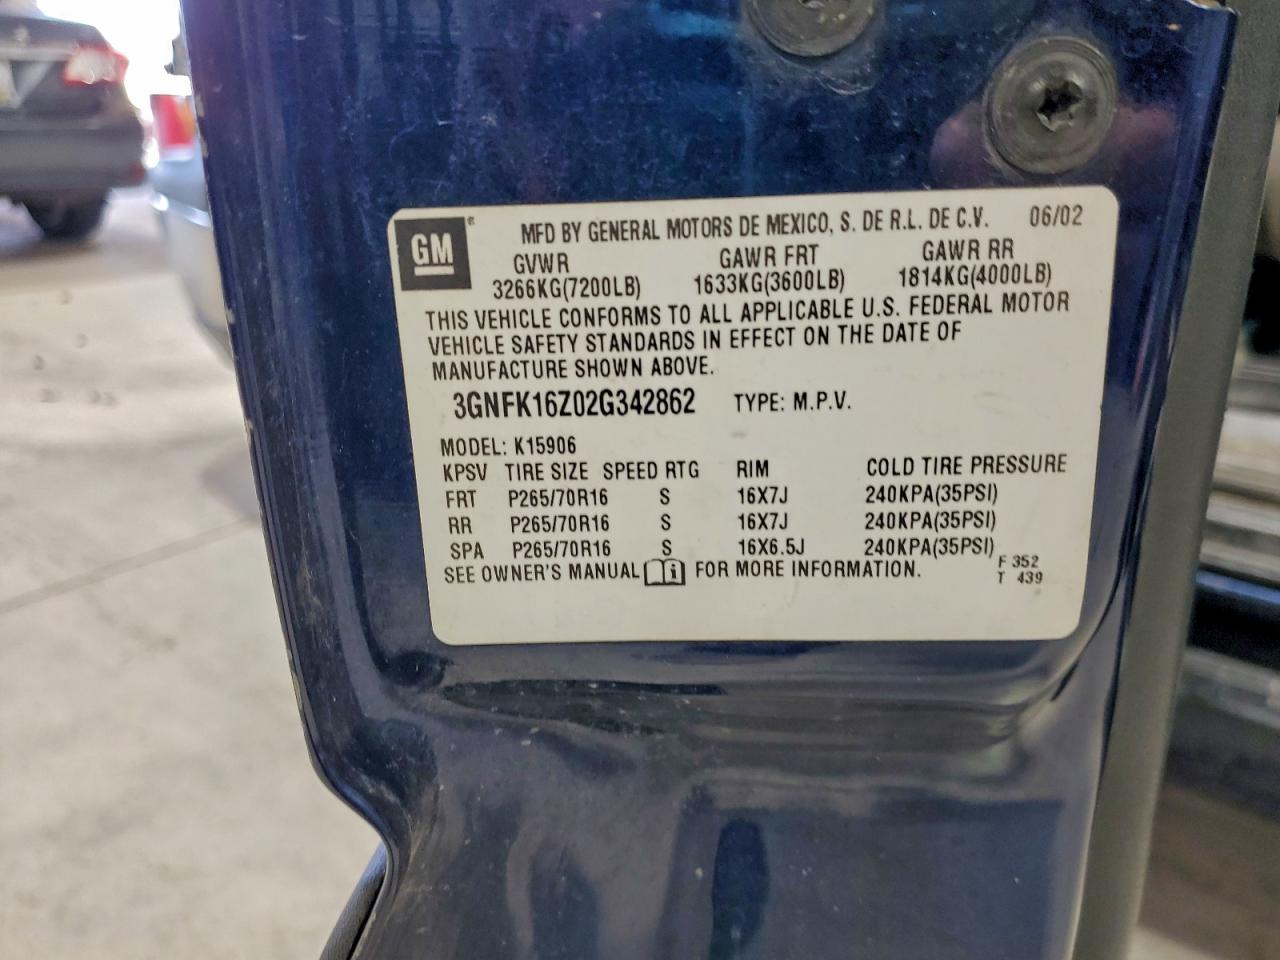 GM
MFD BY GENERAL MOTORS DE MEXICO, S. DE R.L. DE C.V. 06/02
GVWR GAWR FRT GAWR RR
3266KG(7200LB) 1633KG(3600LB) 1814KG(4000LB)
THIS VEHICLE CONFORMS TO ALL APPLICABLE U.S. FEDERAL MOTOR
VEHICLE SAFETY STANDARDS IN EFFECT ON THE DATE OF
MANUFACTURE SHOWN ABOVE.
3GNFK16Z02G342862 TYPE: M.P.V.
MODEL: K15906
KPSV TIRE SIZE SPEED RTG RIM COLD TIRE PRESSURE
FRT P265/70R16 S 16X7J 240KPA(35PSI)
RR P265/70R16 S 16X7J 240KPA(35PSI)
SPA P265/70R16 S 16X6.5J 240KPA(35PSI)
SEE OWNER'S MANUAL i FOR MORE INFORMATION.
F 352
T 439